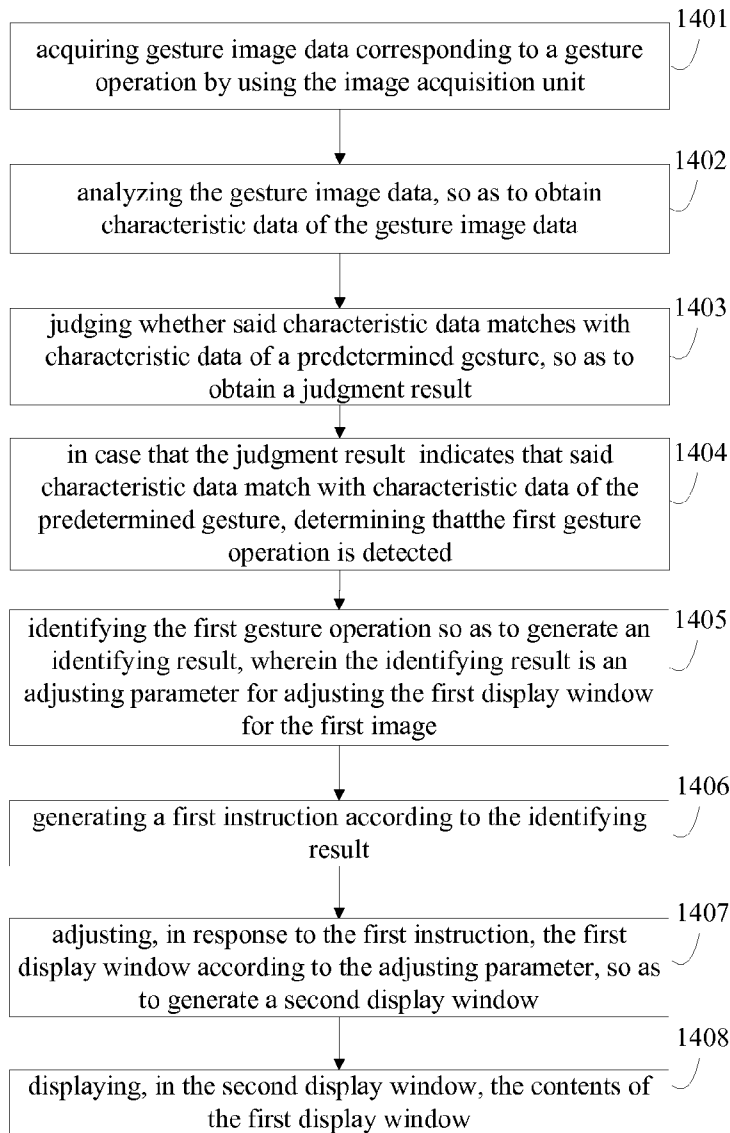 1401
acquiring gesture image data corresponding to a gesture
operation by using the image acquisition unit
1402
analyzing the gesture image data, so as to obtain
characteristic data of the gesture image data
1403
judging whether said characteristic data matches with
characteristic data of a predetermined gesture, so as to
obtain a judgment result
1404
in case that the judgment result indicates that said
characteristic data match with characteristic data of the
predetermined gesture, determining thatthe first gesture
operation is detected
1405
identifying the first gesture operation so as to generate an
identifying result, wherein the identifying result is an
adjusting parameter for adjusting the first display window
for the first image
1406
generating a first instruction according to the identifying
result
1407
adjusting, in response to the first instruction, the first
display window according to the adjusting parameter, so as
to generate a second display window
1408
displaying, in the second display window, the contents of
the first display window